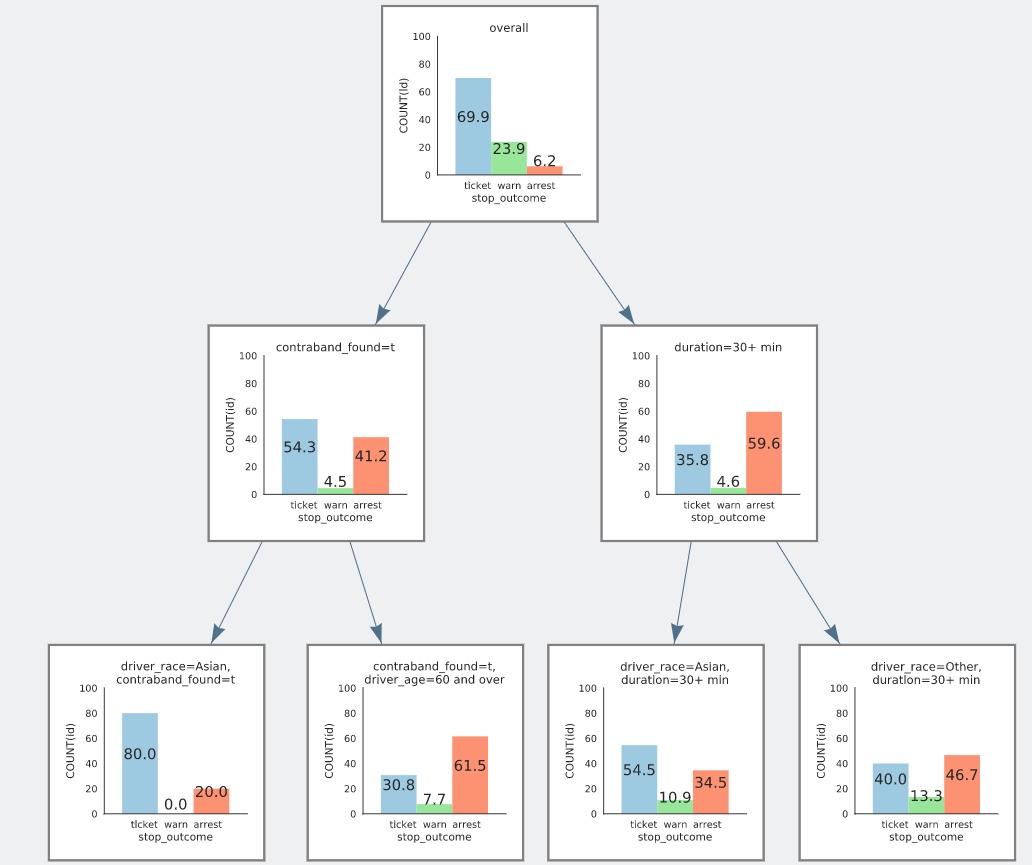 overall
100
80
60
40
20
0
COUNT(Id)
69.9
23.9
6.2
ticket warn arrest
stop_outcome
contraband_found=t
100
80
60
40
20
0
COUNT(id)
54.3
4.5
41.2
ticket warn arrest
stop_outcome
duration=30+ min
100
80
60
40
20
0
COUNT(id)
35.8
4.6
59.6
ticket warn arrest
stop_outcome
driver_race=Asian,
contraband_found=t
100
80
60
40
20
0
COUNT(id)
80.0
0.0
20.0
ticket warn arrest
stop_outcome
contraband_found=t,
driver_age=60 and over
100
80
60
40
20
0
COUNT(id)
30.8
7.7
61.5
ticket warn arrest
stop_outcome
driver_race=Asian,
duration=30+ min
100
80
60
40
20
0
COUNT(id)
54.5
10.9
34.5
ticket warn arrest
stop_outcome
driver_race=Other,
duration=30+ min
100
80
60
40
20
0
COUNT(id)
40.0
13.3
46.7
ticket warn arrest
stop_outcome